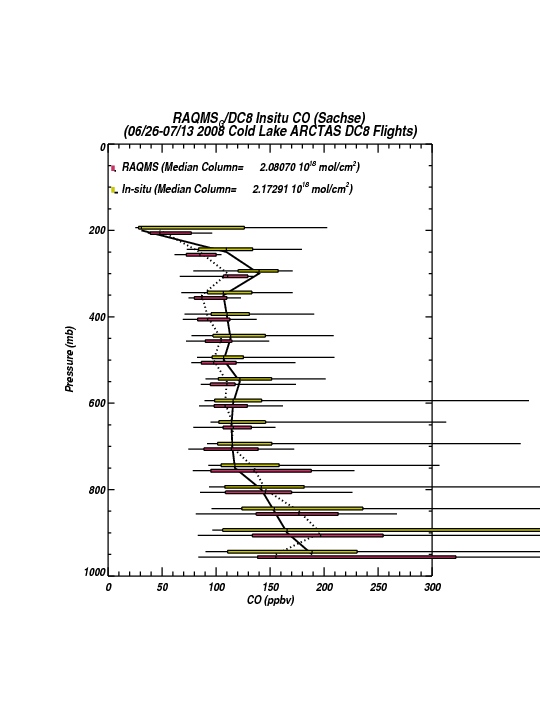 RAQMS_G/DC8 Insitu CO (Sachse)
(06/26-07/13 2008 Cold Lake ARCTAS DC8 Flights)
0
RAQMS (Median Column= 2.08070 10^18 mol/cm^2)
In-situ (Median Column= 2.17291 10^18 mol/cm^2)
200
400
600
800
1000
Pressure (mb)
0 50 100 150 200 250 300
CO (ppbv)